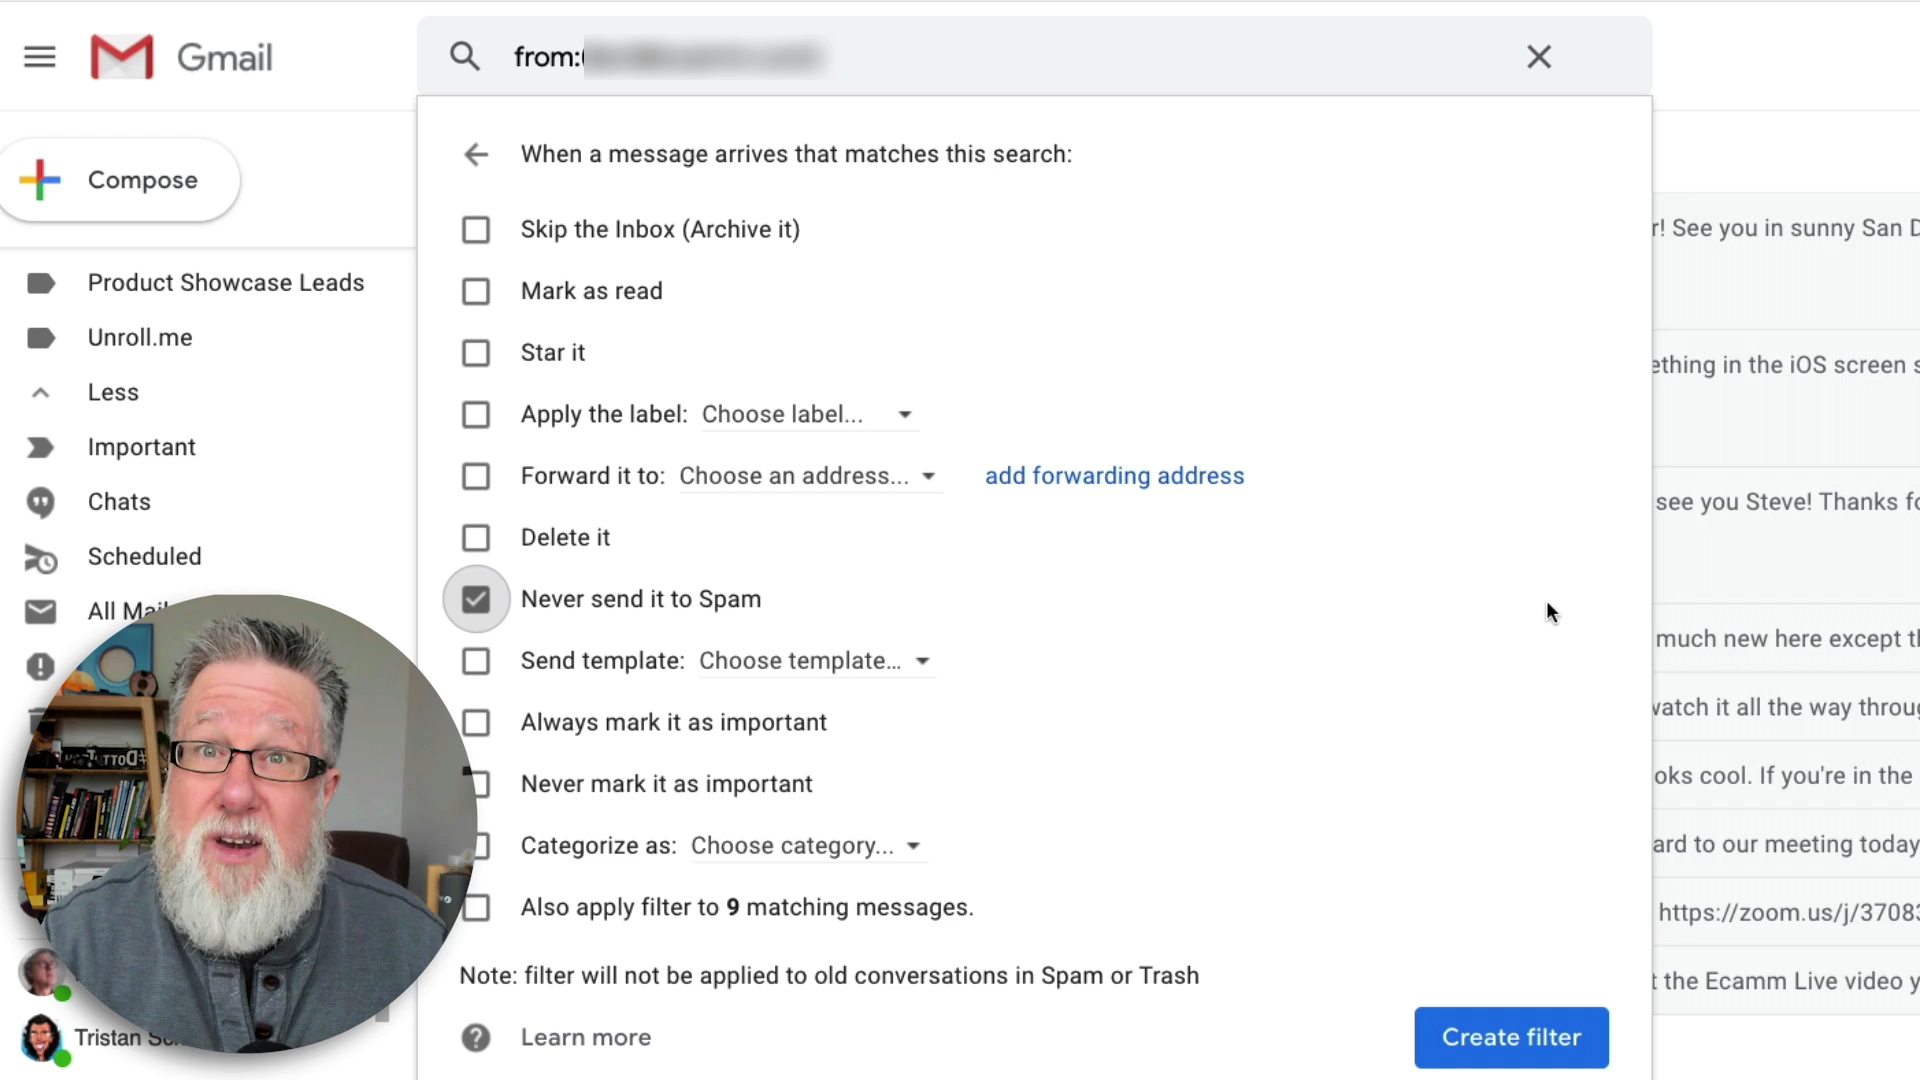 Gmail
from:
When a message arrives that matches this search:
Compose
Skip the Inbox (Archive it)
r! See you in sunny San D
Product Showcase Leads
Mark as read
Unroll.me
Star it
ething in the iOS screen s
Less
Apply the label: Choose label...
Important
Forward it to: Choose an address... add forwarding address
Chats
see you Steve! Thanks fo
Delete it
Scheduled
Never send it to Spam
All Mail
much new here except th
Send template: Choose template...
Always mark it as important
watch it all the way throug
Never mark it as important
oks cool. If you're in the
Categorize as: Choose category...
ard to our meeting today
Also apply filter to 9 matching messages.
https://zoom.us/j/37083
Note: filter will not be applied to old conversations in Spam or Trash
t the Ecamm Live video y
Tristan
Learn more
Create filter